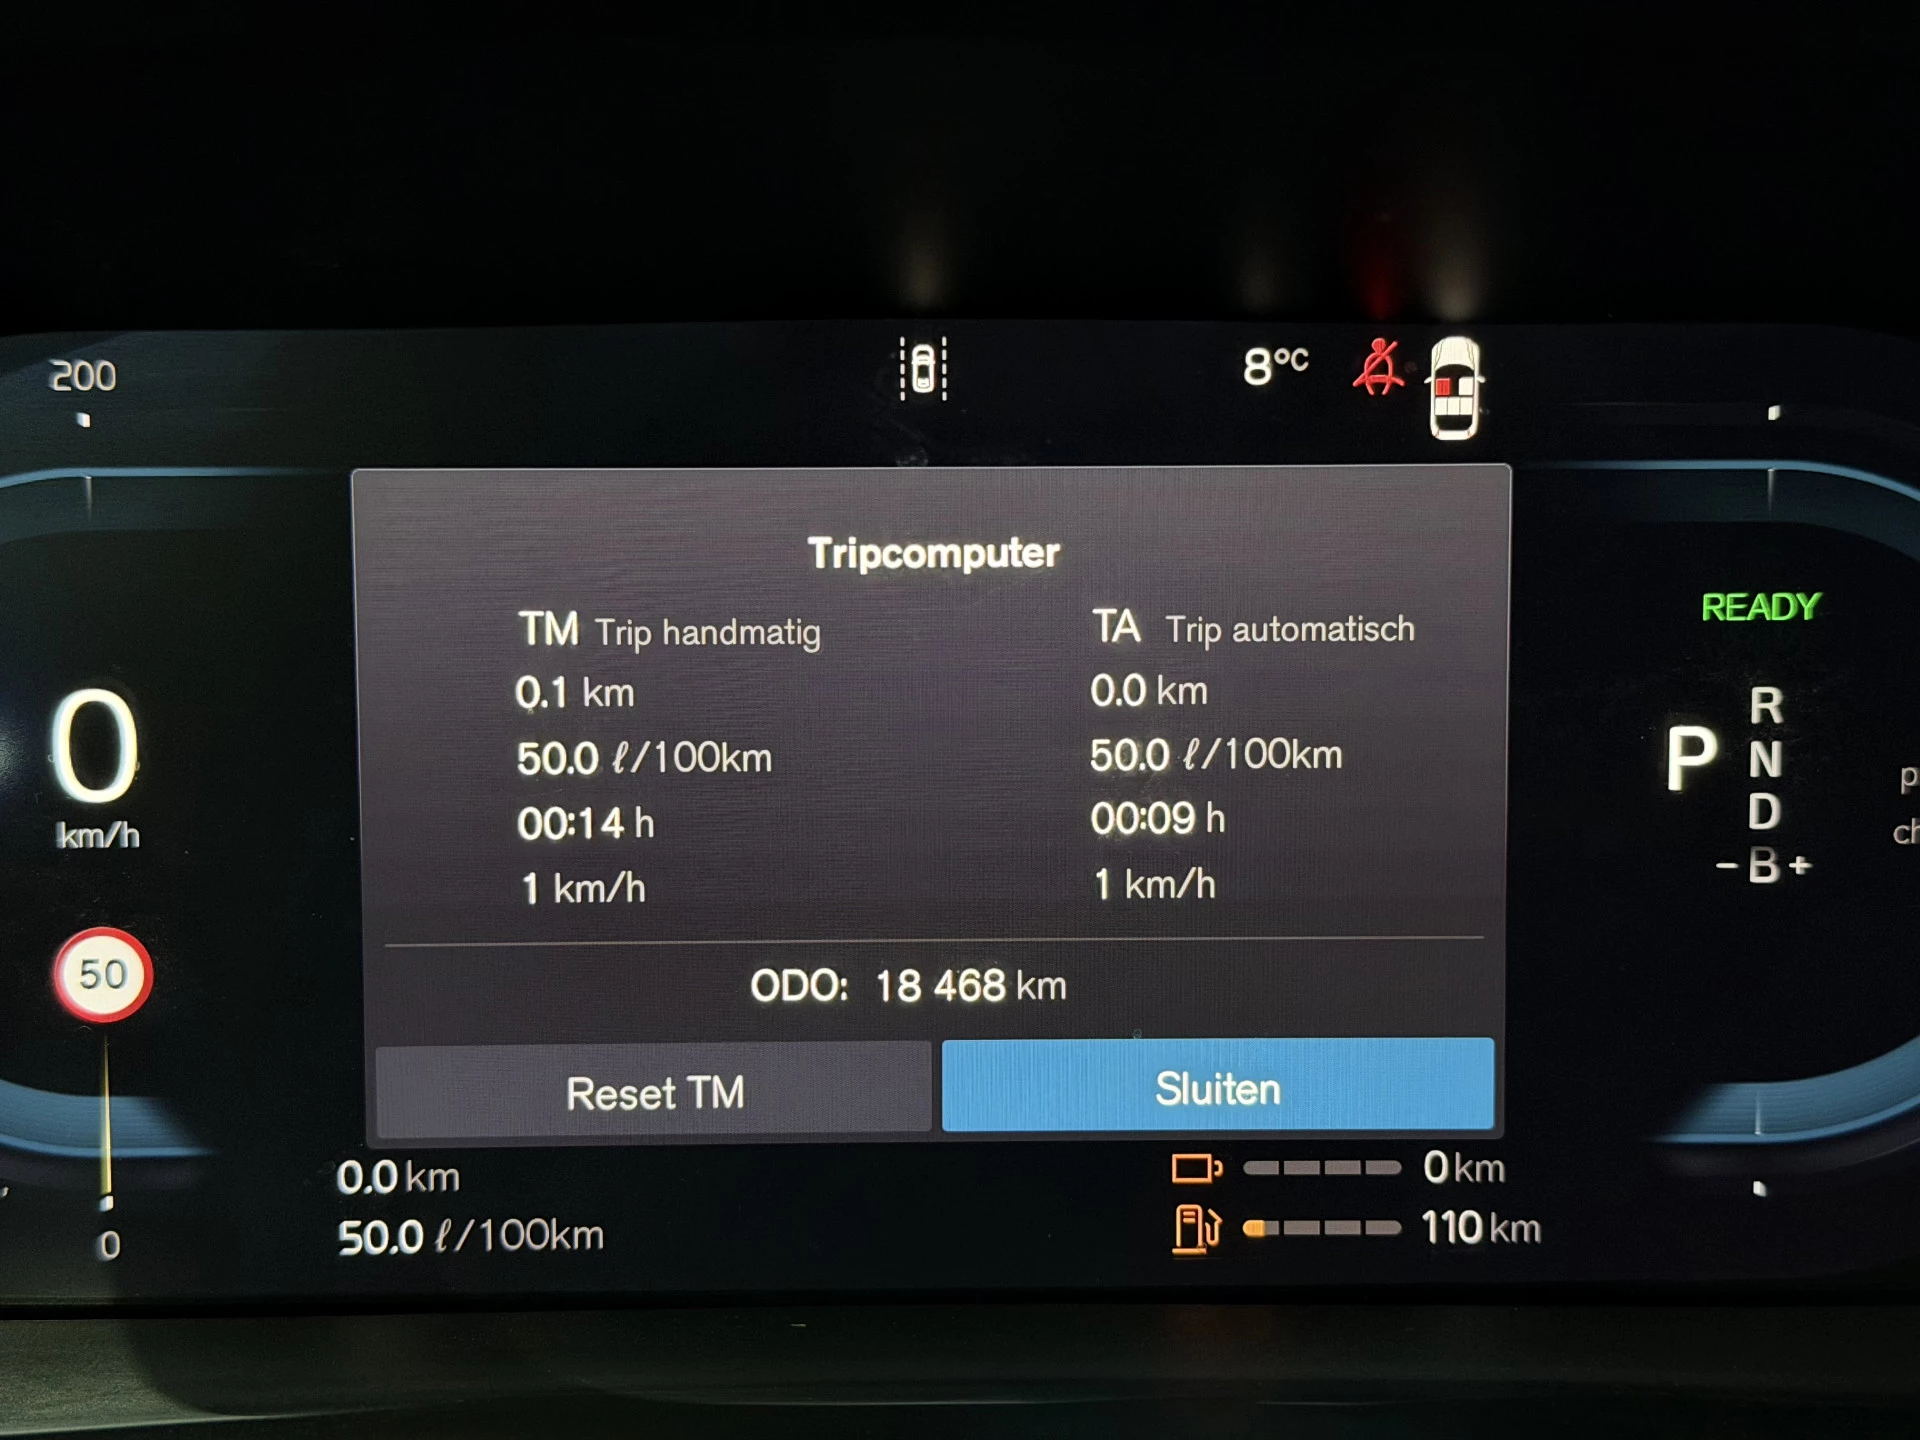 200
8°C
Tripcomputer
TM Trip handmatig
0.1 km
50.0 ℓ/100km
00:14 h
1 km/h
TA Trip automatisch
0.0 km
50.0 ℓ/100km
00:09 h
1 km/h
ODO: 18 468 km
Reset TM
Sluiten
0
km/h
50
0
READY
P
R
N
D
-B+
0.0 km
50.0 ℓ/100km
0 km
110 km